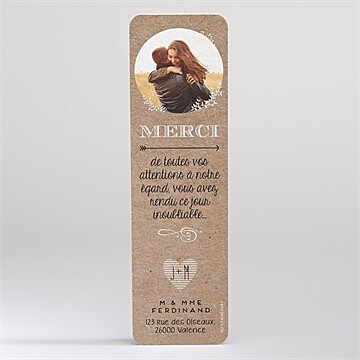 MERCI
de toutes vos
attentions à notre
égard, vous avez
rendu ce jour
inoubliable...
J+M
M & MME
FERDINAND
123 Rue des Oiseaux
26000 Valence